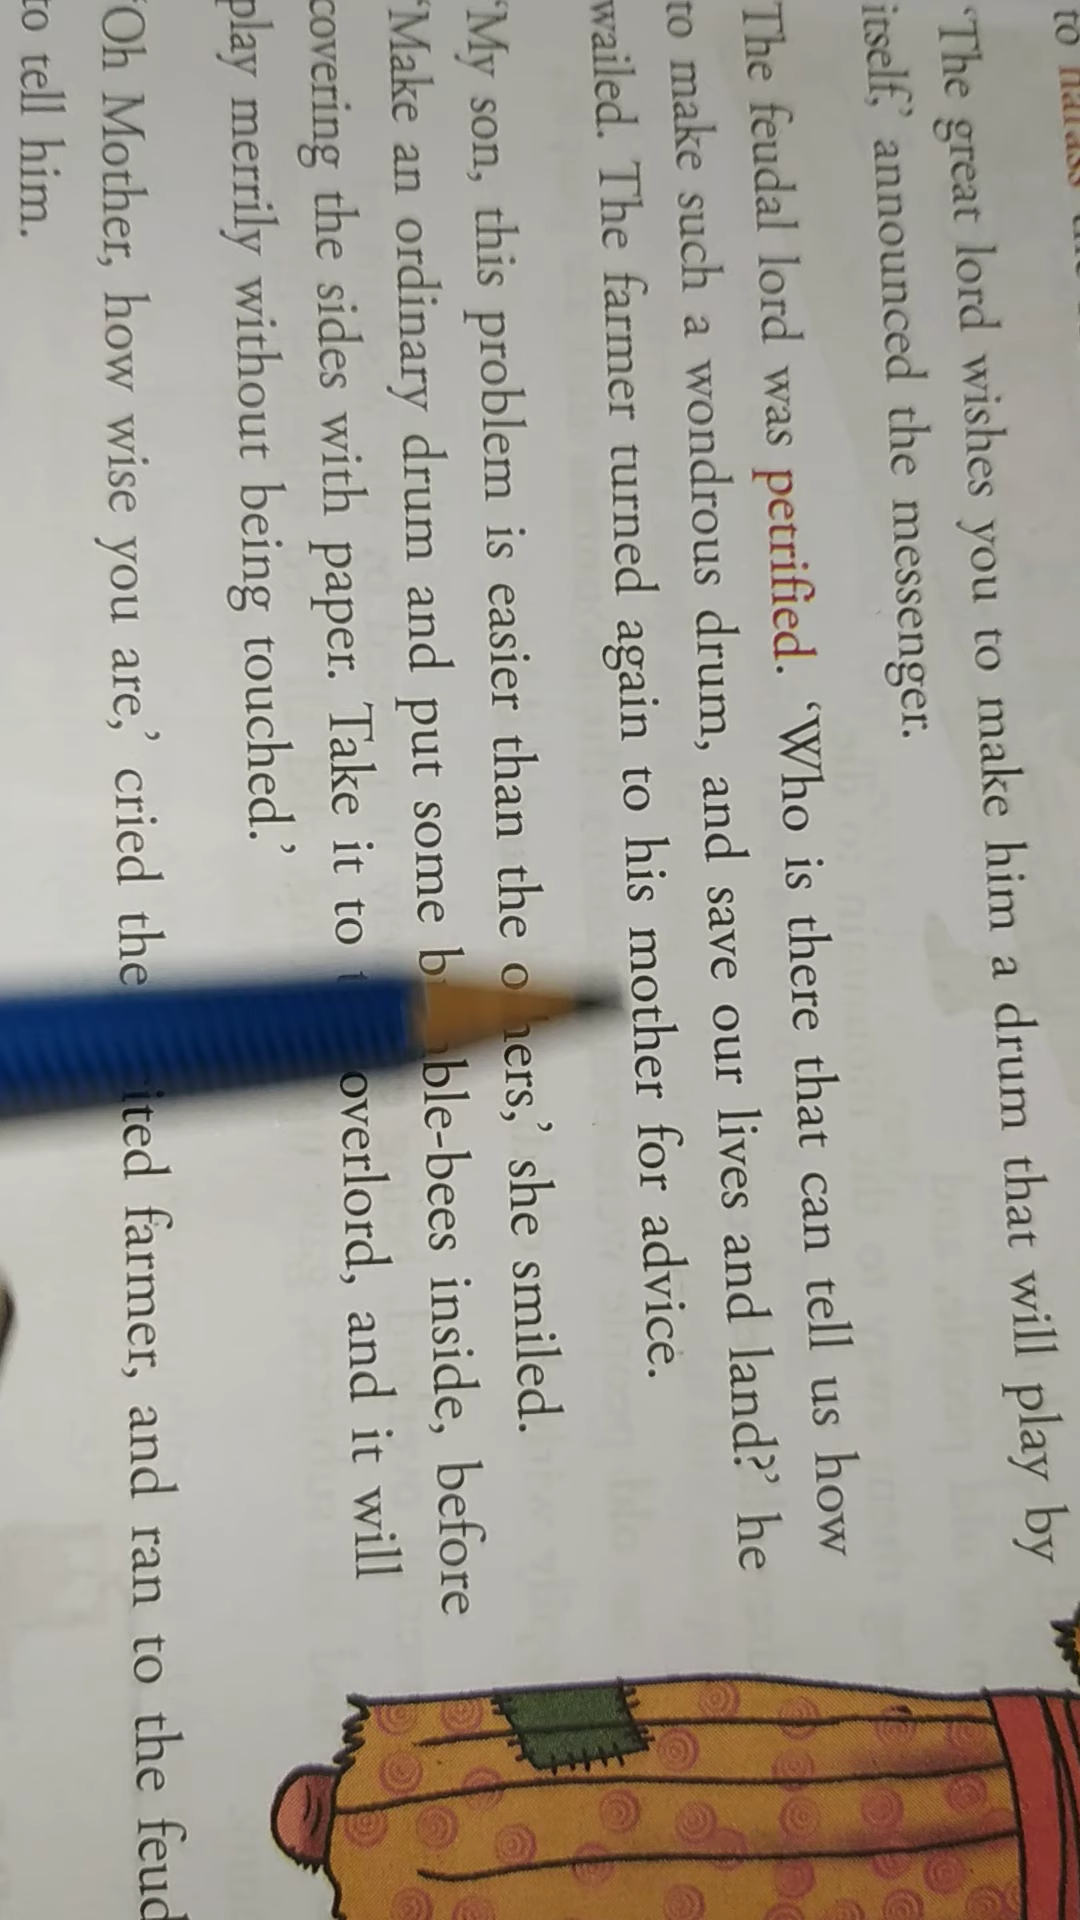 to harass
‘The great lord wishes you to make him a drum that will play by
itself,’ announced the messenger.
The feudal lord was petrified. ‘Who is there that can tell us how
to make such a wondrous drum, and save our lives and land?’ he
wailed. The farmer turned again to his mother for advice.
‘My son, this problem is easier than the others,’ she smiled.
‘Make an ordinary drum and put some bumble-bees inside, before
covering the sides with paper. Take it to overlord, and it will
play merrily without being touched.’
‘Oh Mother, how wise you are,’ cried the farmer, and ran to the
to tell him.